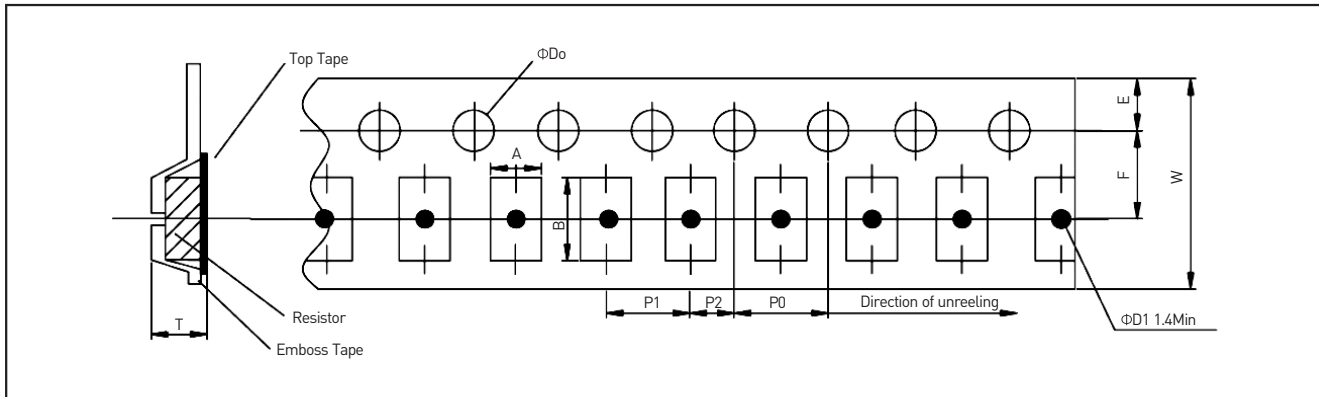 Top Tape
ΦDo
A
B
E
F
W
P1
P2
P0
Direction of unreeling
T
Resistor
Emboss Tape
ΦD1 1.4Min